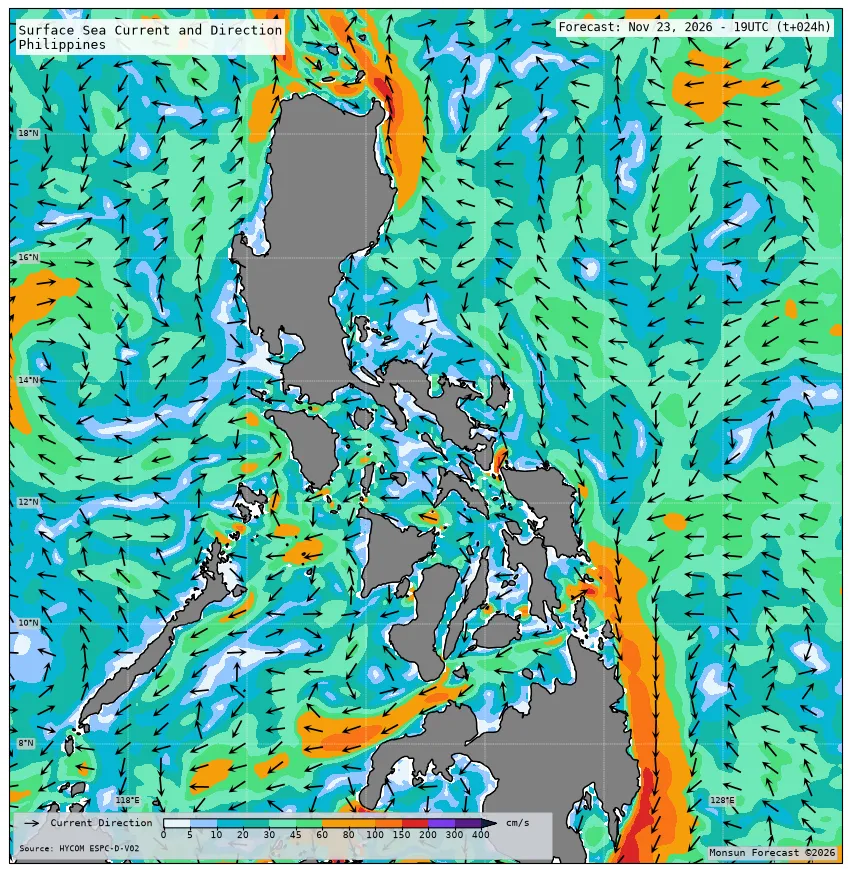 Surface Sea Current and Direction
Philippines
Forecast: Nov 23, 2026 - 19UTC (t+024h)
18°N
16°N
14°N
12°N
10°N
8°N
118°E
128°E
Current Direction
0 5 10 20 30 45 60 80 100 150 200 300 400
cm/s
Source: HYCOM ESPC-D-V02
Monsun Forecast ©2026